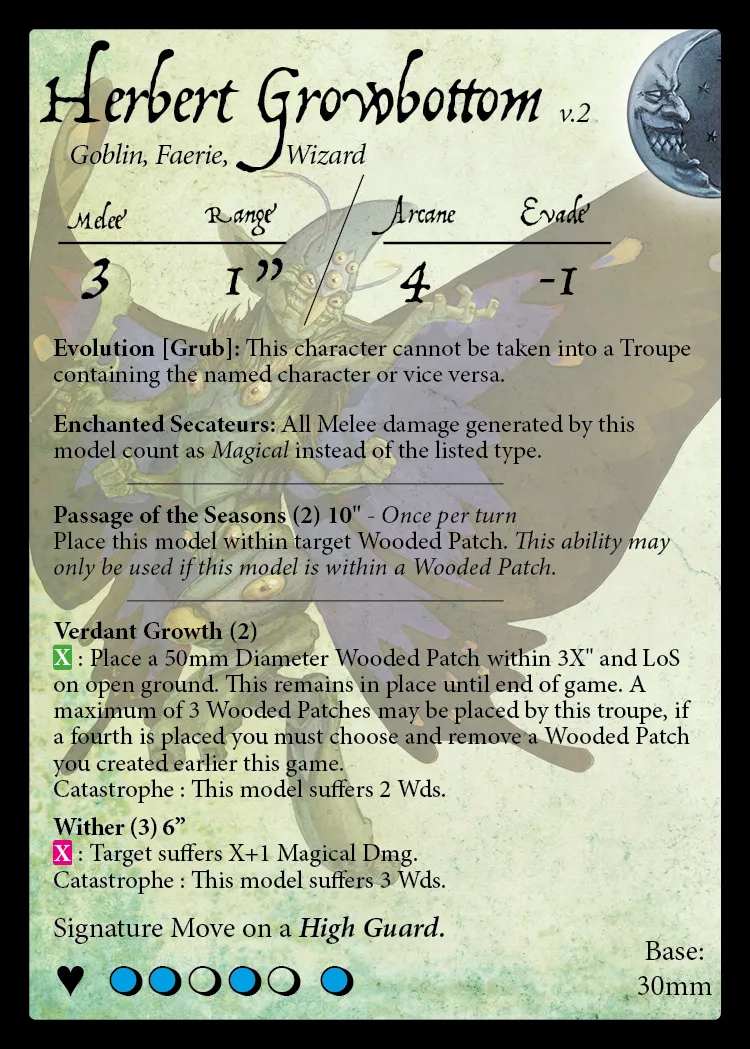 Herbert Growbottom v.2
Goblin, Faerie, Wizard
Melee Range Arcane Evade
3 1” 4 -1
Evolution [Grub]: This character cannot be taken into a Troupe
containing the named character or vice versa.
Enchanted Secateurs: All Melee damage generated by this
model count as Magical instead of the listed type.
Passage of the Seasons (2) 10" - Once per turn
Place this model within target Wooded Patch. This ability may
only be used if this model is within a Wooded Patch.
Verdant Growth (2)
X : Place a 50mm Diameter Wooded Patch within 3X" and LoS
on open ground. This remains in place until end of game. A
maximum of 3 Wooded Patches may be placed by this troupe, if
a fourth is placed you must choose and remove a Wooded Patch
you created earlier this game.
Catastrophe : This model suffers 2 Wds.
Wither (3) 6”
X : Target suffers X+1 Magical Dmg.
Catastrophe : This model suffers 3 Wds.
Signature Move on a High Guard.
Base:
30mm